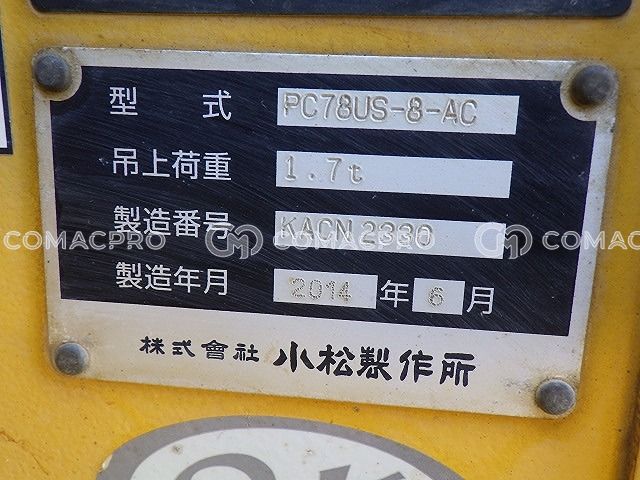 型式 PC78US-8-AC
吊上荷重 1.7t
製造番号 KACN 2330
製造年月 2014 年 6 月
株式會社 小松製作所
COMACPRO COMACPRO COMACPRO